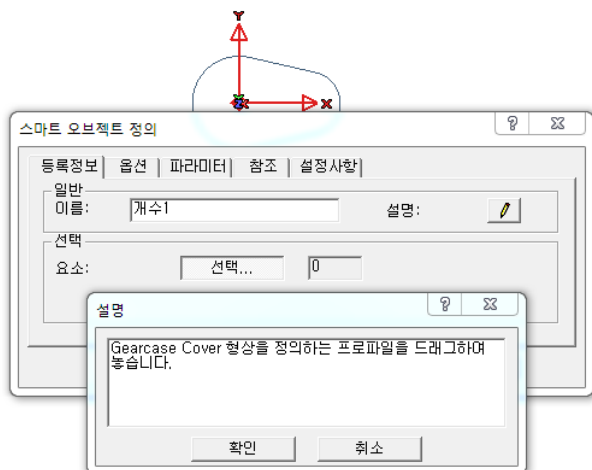 Y
X
스마트 오브젝트 정의
등록정보 옵션 파라미터 참조 설정사항
일반
이름: 개수1 설명:
선택
요소: 선택... 0
설명
Gearcase Cover 형상을 정의하는 프로파일을 드래그하여
놓습니다.
확인 취소